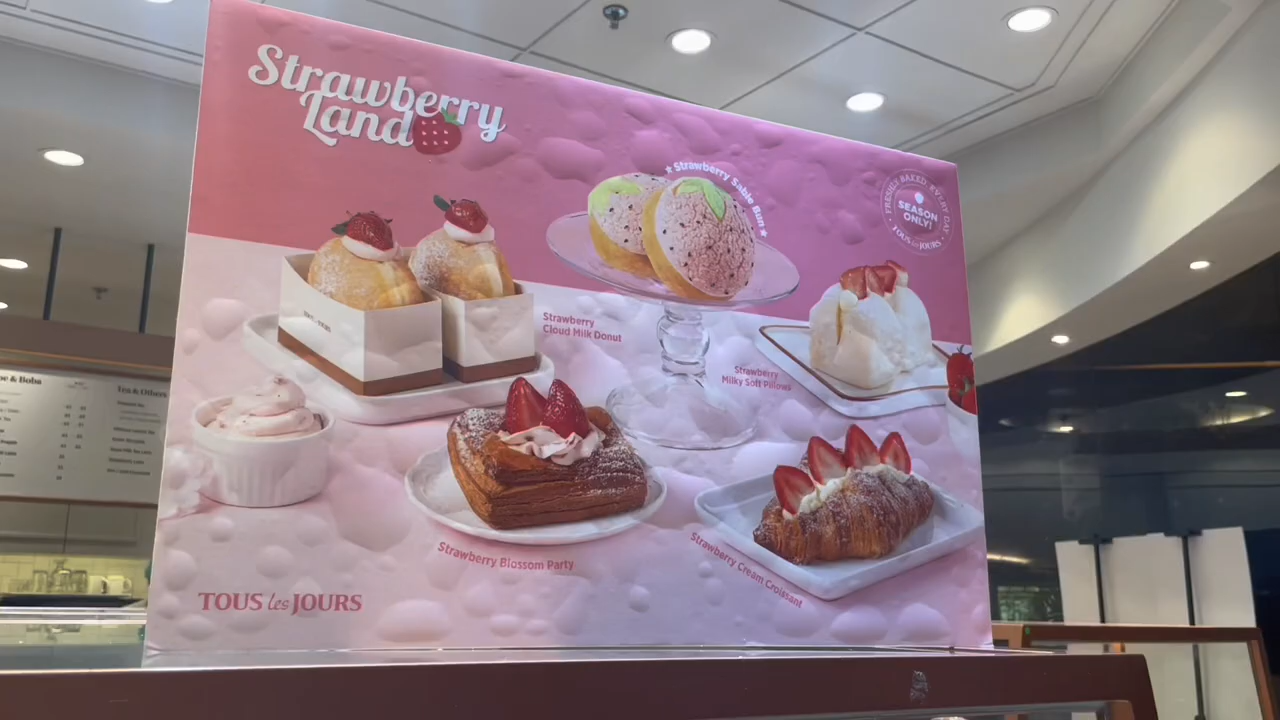 Strawberry
Land
★ Strawberry Sable Bun ★
FRESHLY BAKED EVERY DAY
SEASON
ONLY!
TOUS les JOURS
Strawberry
Cloud Milk Donut
Strawberry
Milky Soft Pillows
Strawberry Blossom Party
Strawberry Cream Croissant
TOUS les JOURS
& Boba
Tea & Others